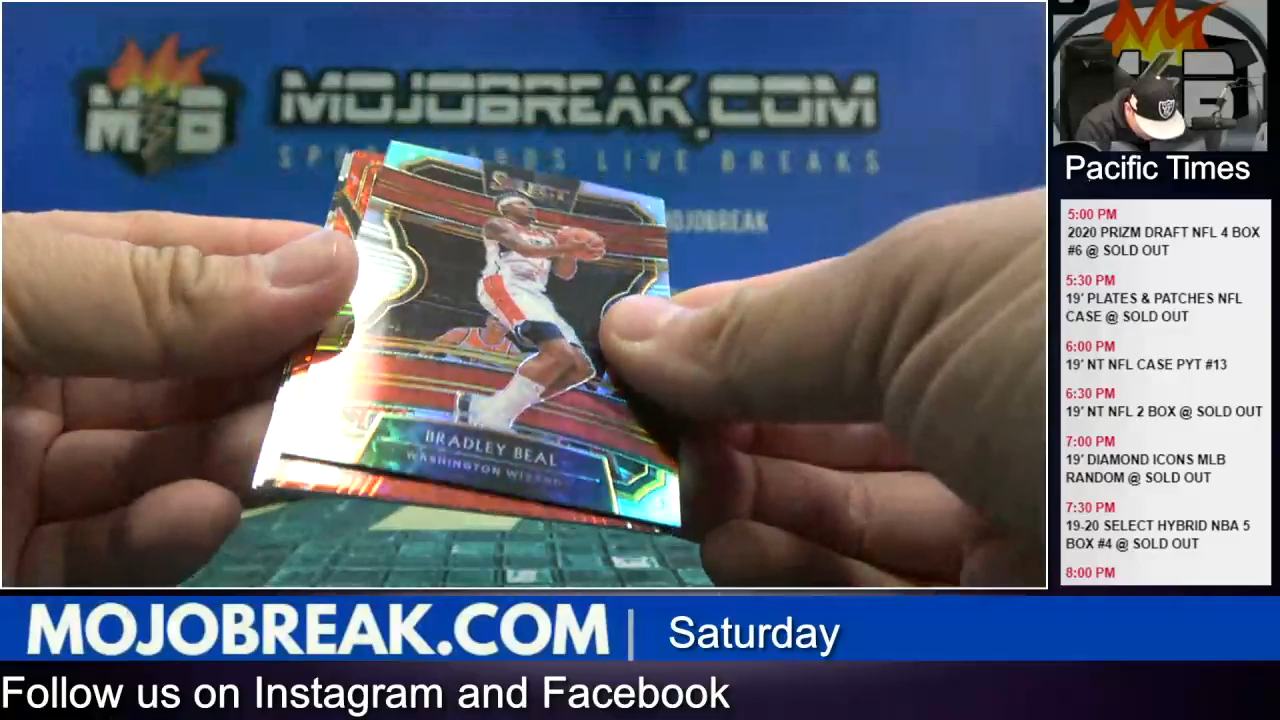 MB
MOJOBREAK.COM
LIVE BREAKS
MOJOBREAK
SELECT
BRADLEY BEAL
WASHINGTON WIZARDS
Pacific Times
5:00 PM
2020 PRIZM DRAFT NFL 4 BOX
#6 @ SOLD OUT
5:30 PM
19' PLATES & PATCHES NFL
CASE @ SOLD OUT
6:00 PM
19' NT NFL CASE PYT #13
6:30 PM
19' NT NFL 2 BOX @ SOLD OUT
7:00 PM
19' DIAMOND ICONS MLB
RANDOM @ SOLD OUT
7:30 PM
19-20 SELECT HYBRID NBA 5
BOX #4 @ SOLD OUT
8:00 PM
MOJOBREAK.COM | Saturday
Follow us on Instagram and Facebook